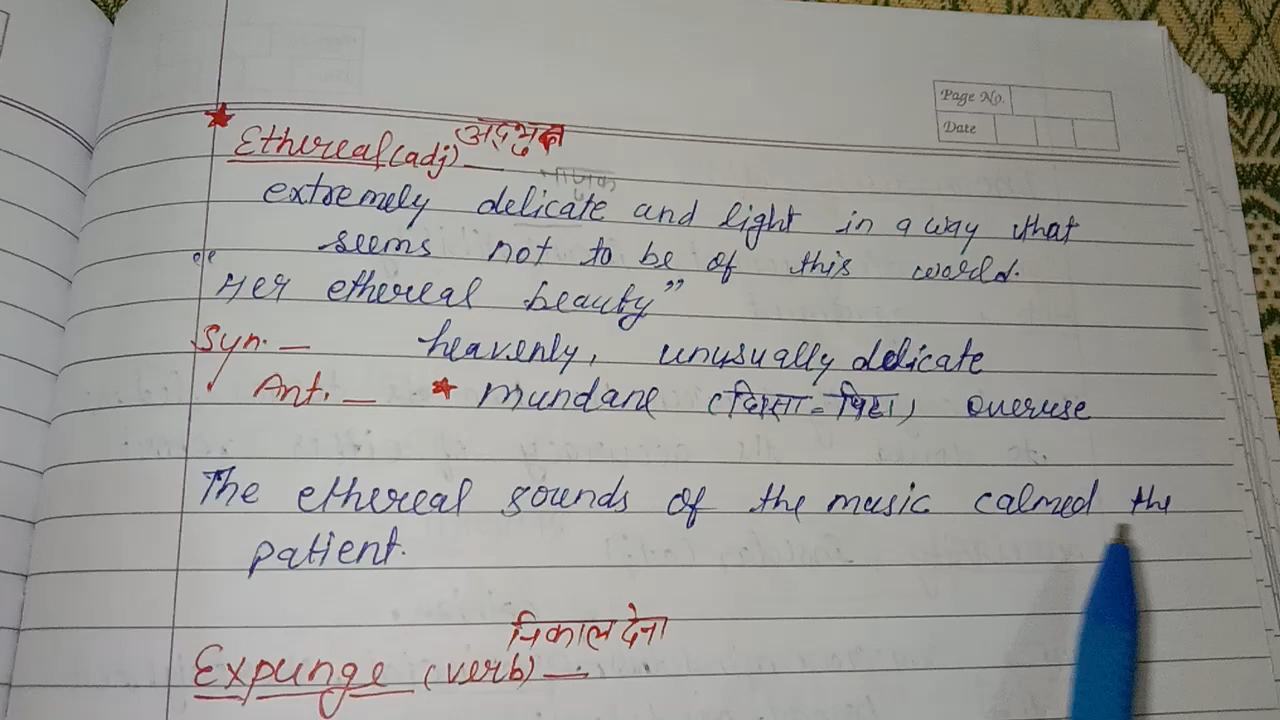 Page No.
Date
Ethereal (adj) — अद्भुत
नाजुक
extremely delicate and light in a way that
seems not to be of this world.
"Her ethereal beauty"
Syn. — heavenly, unusually delicate
Ant. — mundane (घिसा-पिटा) overuse
The ethereal sounds of the music calmed the
patient.
निकाल देना
Expunge (verb) —